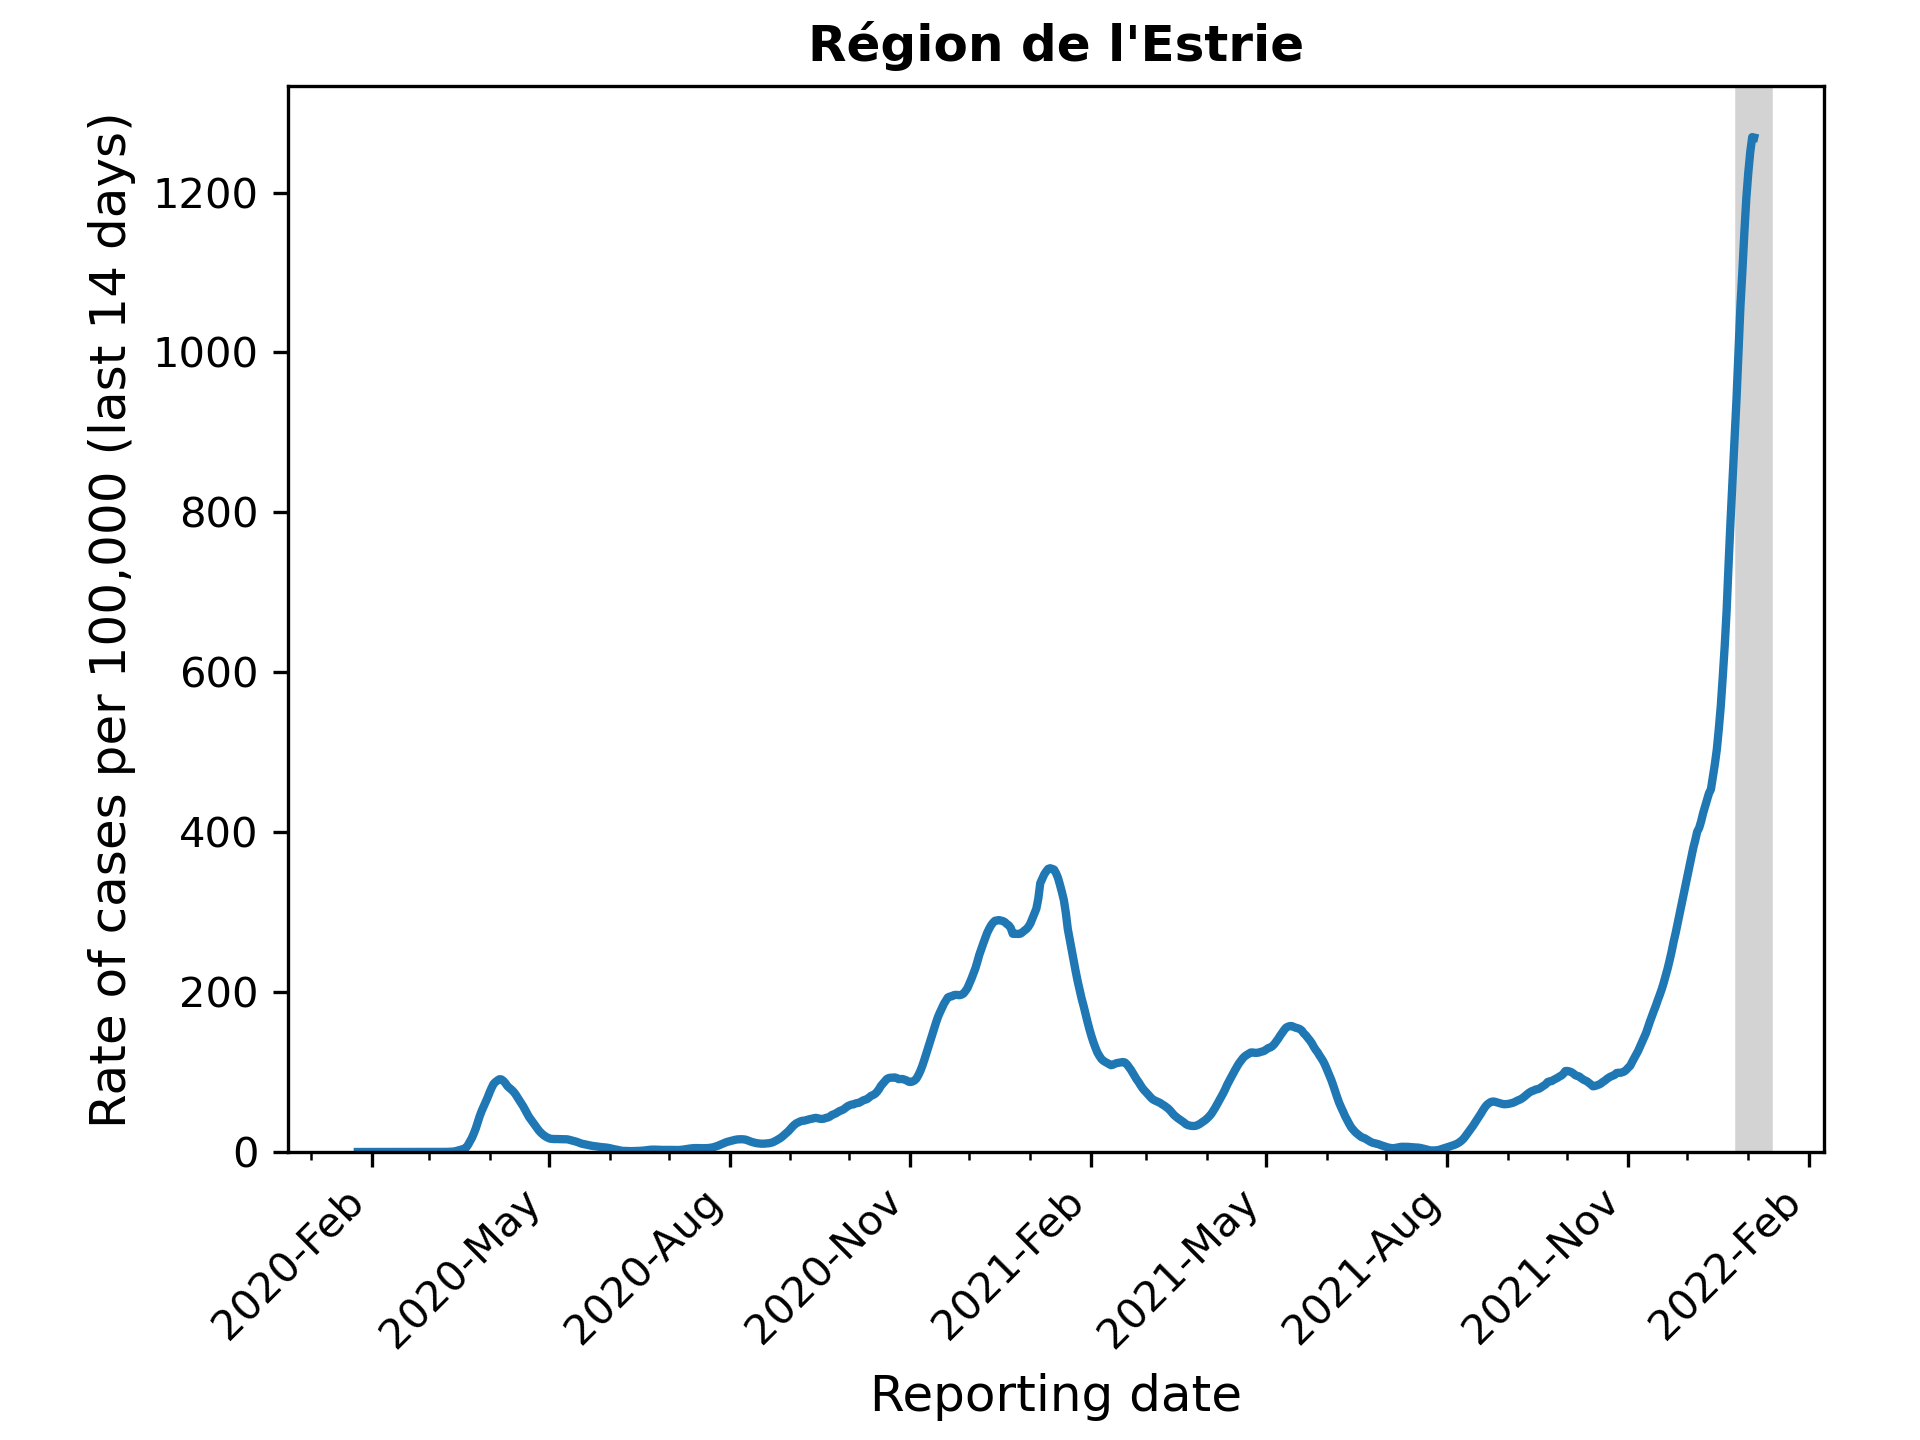 Région de l'Estrie
Rate of cases per 100,000 (last 14 days)
1200
1000
800
600
400
200
0
2020-Feb
2020-May
2020-Aug
2020-Nov
2021-Feb
2021-May
2021-Aug
2021-Nov
2022-Feb
Reporting date